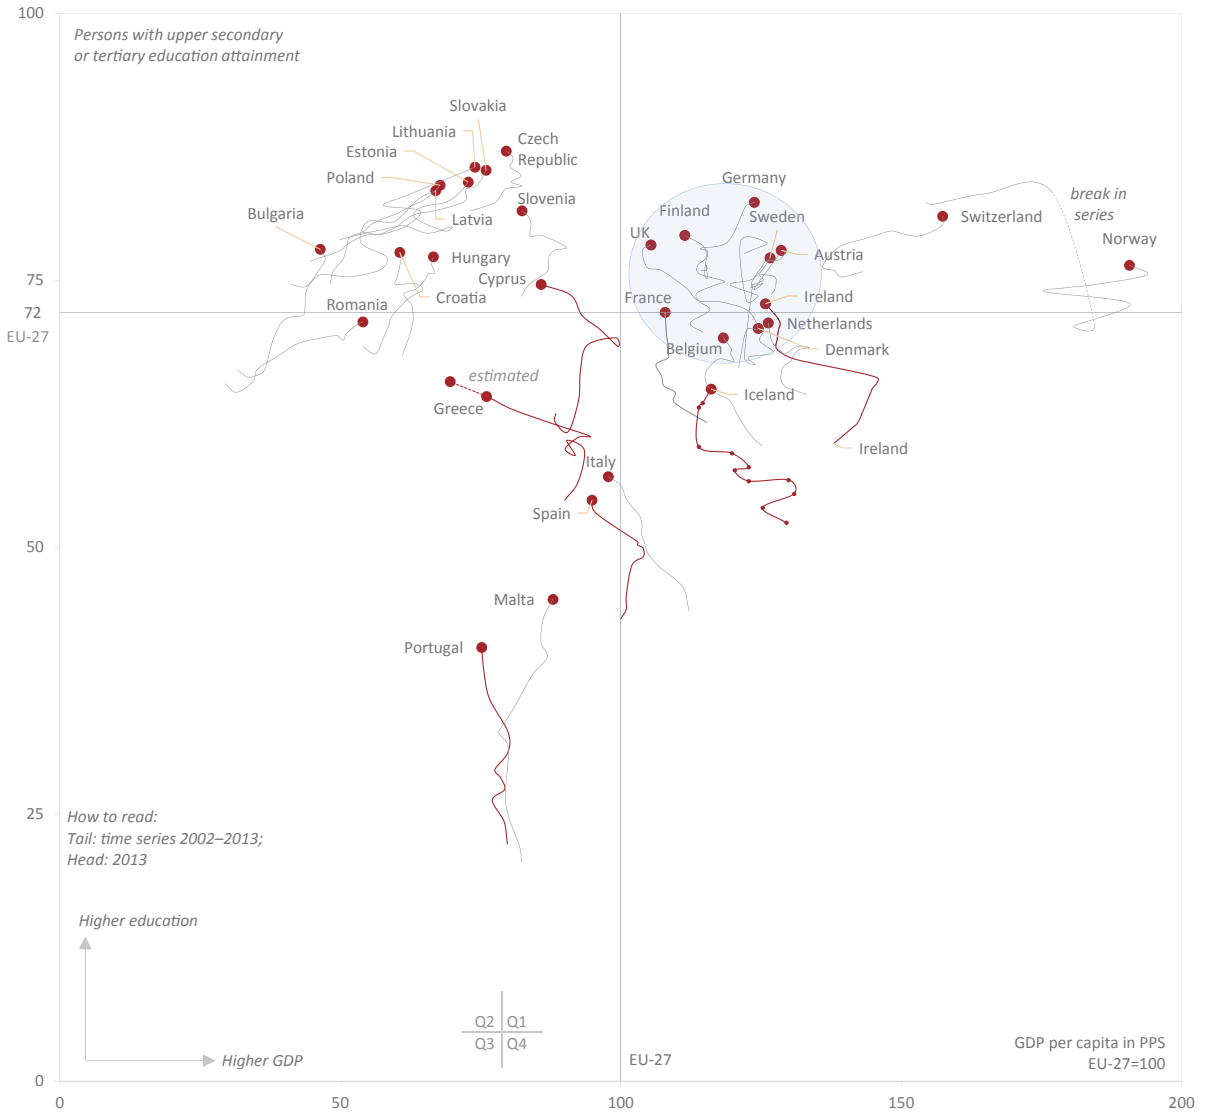 100
Persons with upper secondary
or tertiary education attainment
Slovakia
Lithuania
Czech
Republic
Estonia
Poland
Slovenia
Bulgaria
Latvia
Hungary
Cyprus
Croatia
Romania
Germany
Finland
Sweden
UK
Austria
France
Ireland
Netherlands
Belgium
Denmark
Switzerland
break in
series
Norway
75
72
EU-27
estimated
Greece
Iceland
Ireland
Italy
Spain
50
Malta
Portugal
25
How to read:
Tail: time series 2002–2013;
Head: 2013
Higher education
Higher GDP
Q2 Q1
Q3 Q4
EU-27
GDP per capita in PPS
EU-27=100
0
0 50 100 150 200